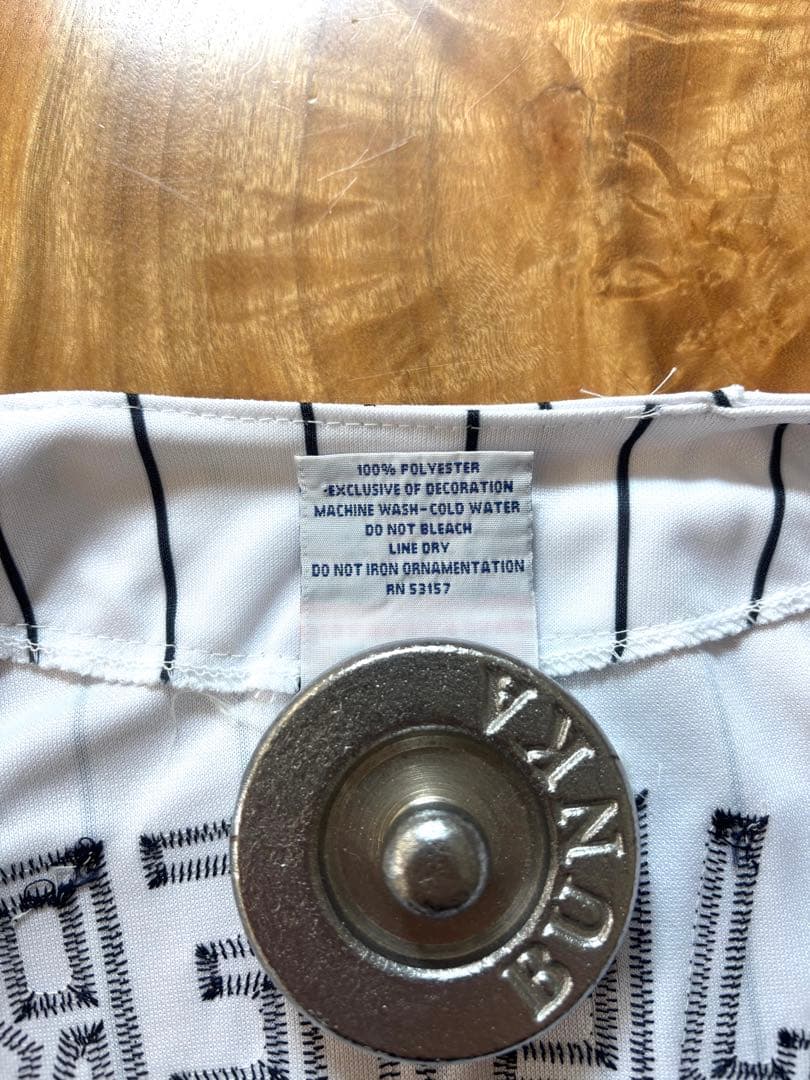 100% POLYESTER
EXCLUSIVE OF DECORATION
MACHINE WASH-COLD WATER
DO NOT BLEACH
LINE DRY
DO NOT IRON ORNAMENTATION
RN 53157
BUNKA